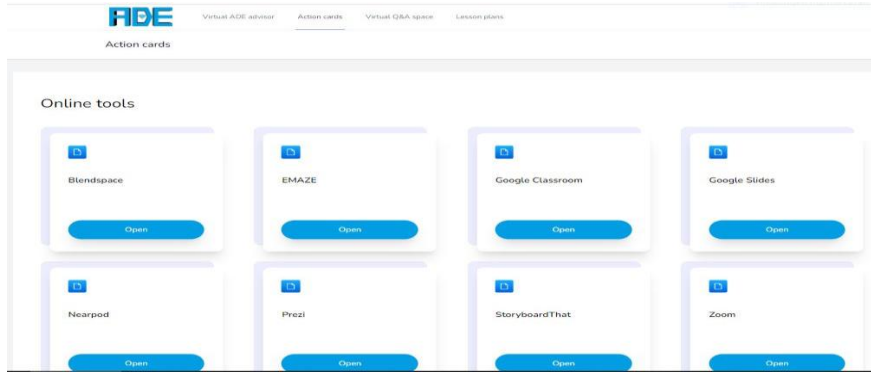 ADE Virtual ADE advisor Action cards Virtual Q&A space Lesson plans
Action cards
Online tools
Blendspace EMAZE Google Classroom Google Slides
Open Open Open Open
Nearpod Prezi StoryboardThat Zoom
Open Open Open Open